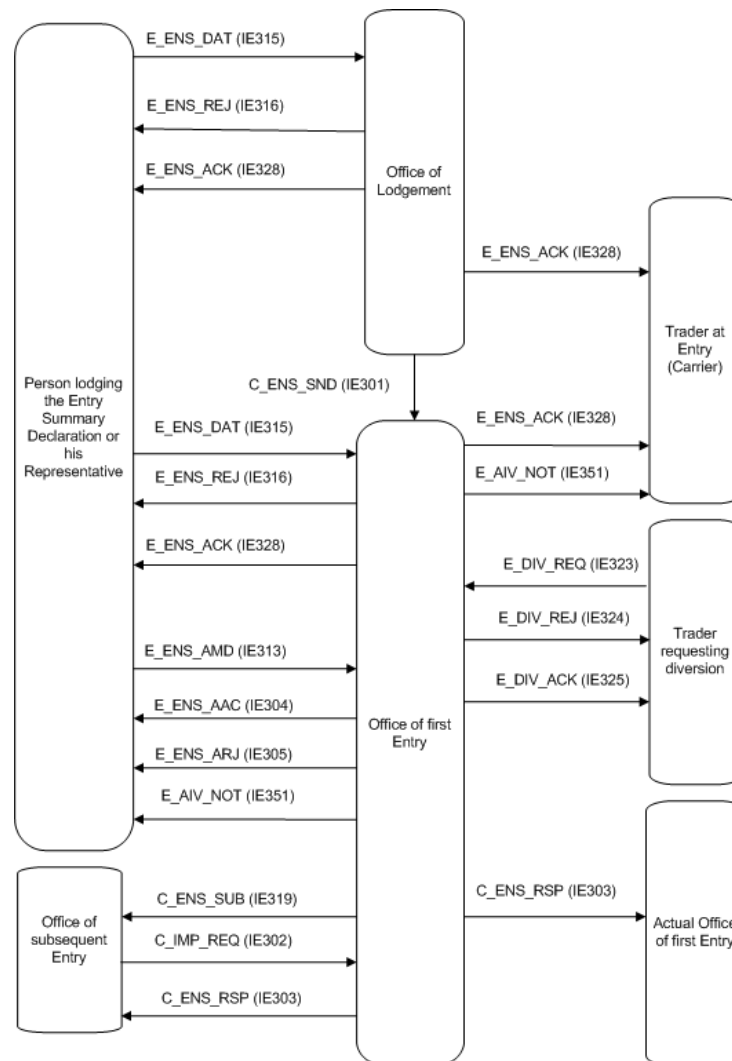 E_ENS_DAT (IE315)
E_ENS_REJ (IE316)
E_ENS_ACK (IE328)
Office of
Lodgement
E_ENS_ACK (IE328)
Trader at
Entry
(Carrier)
C_ENS_SND (IE301)
Person lodging
the Entry
Summary
Declaration or
his
Representative
E_ENS_DAT (IE315)
E_ENS_REJ (IE316)
E_ENS_ACK (IE328)
E_ENS_ACK (IE328)
E_AIV_NOT (IE351)
E_DIV_REQ (IE323)
E_DIV_REJ (IE324)
E_DIV_ACK (IE325)
Trader
requesting
diversion
E_ENS_AMD (IE313)
E_ENS_AAC (IE304)
E_ENS_ARJ (IE305)
E_AIV_NOT (IE351)
Office of first
Entry
C_ENS_SUB (IE319)
C_IMP_REQ (IE302)
C_ENS_RSP (IE303)
Office of
subsequent
Entry
C_ENS_RSP (IE303)
Actual Office
of first Entry